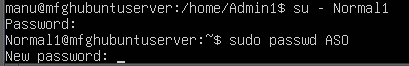 manu@mfghubuntuserver:/home/Admin1$ su - Normal1
Password:
Normal1@mfghubuntuserver:~$ sudo passwd ASO
New password: _